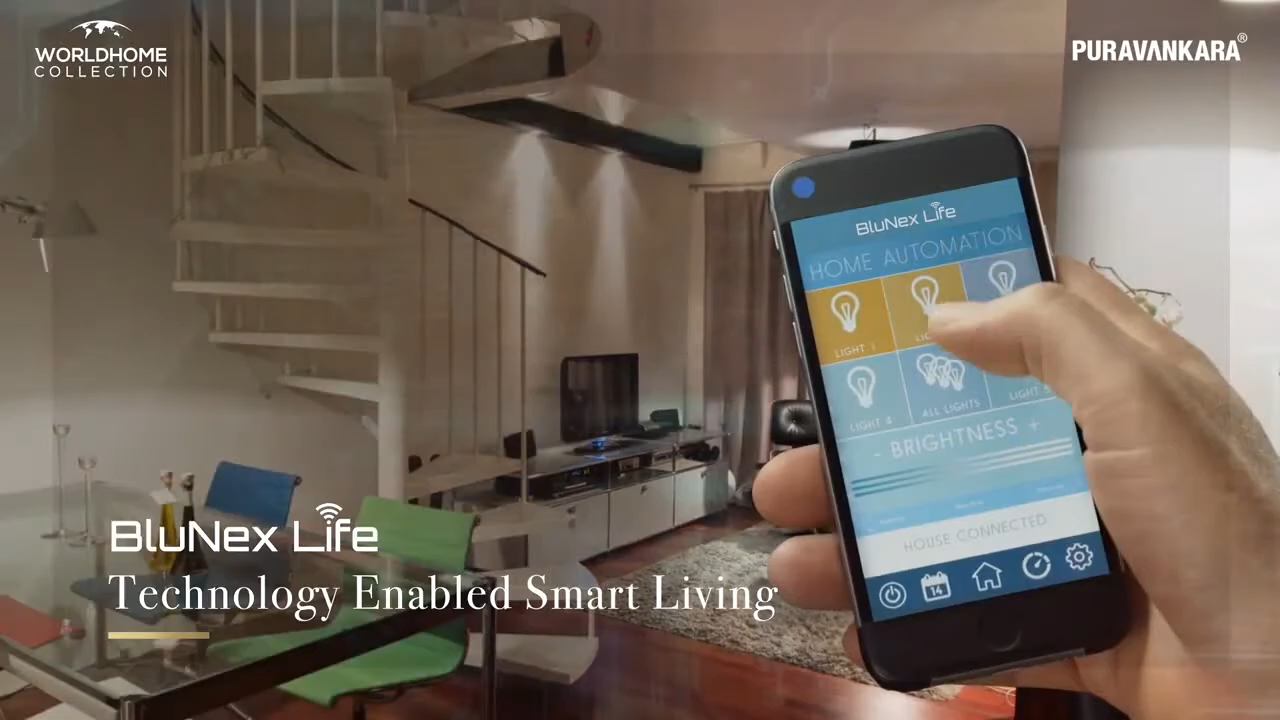 WORLDHOME
COLLECTION
PURAVANKARA®
BluNex Life
HOME AUTOMATION
LIGHT 1
LIGHT 4
ALL LIGHTS
LIGHT 5
- BRIGHTNESS +
HOUSE CONNECTED
14
BluNex Life
Technology Enabled Smart Living